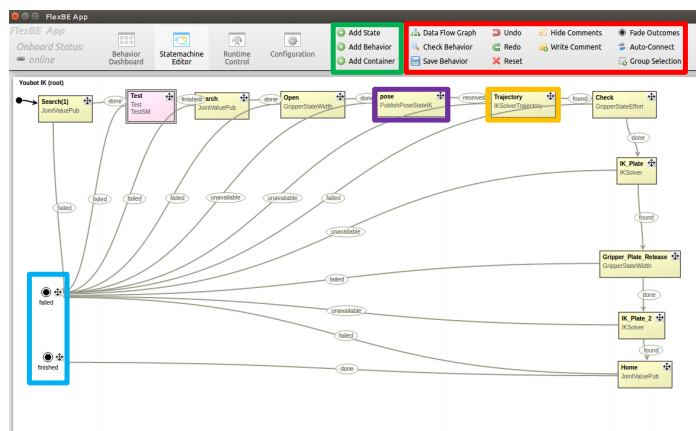 FlexBE App
FlexBE App
Onboard Status:
online
Behavior Dashboard
Statemachine Editor
Runtime Control
Configuration
Add State
Add Behavior
Add Container
Data Flow Graph
Check Behavior
Save Behavior
Undo
Redo
Reset
Hide Comments
Write Comment
Fade Outcomes
Auto-Connect
Group Selection
Youbot IK (root)
Search(1)
JointValuePub
done
Test
Test
TestSM
finished
arch
JointValuePub
done
Open
GripperStateWidth
done
pose
PublishPoseStateIK
received
Trajectory
IKSolverTrajectory
found
Check
GripperStateEffort
done
IK_Plate
IKSolver
failed
failed
failed
failed
unavailable
unavailable
failed
unavailable
found
Gripper_Plate_Release
GripperStateWidth
failed
done
failed
unavailable
IK_Plate_2
IKSolver
failed
found
finished
done
Home
JointValuePub